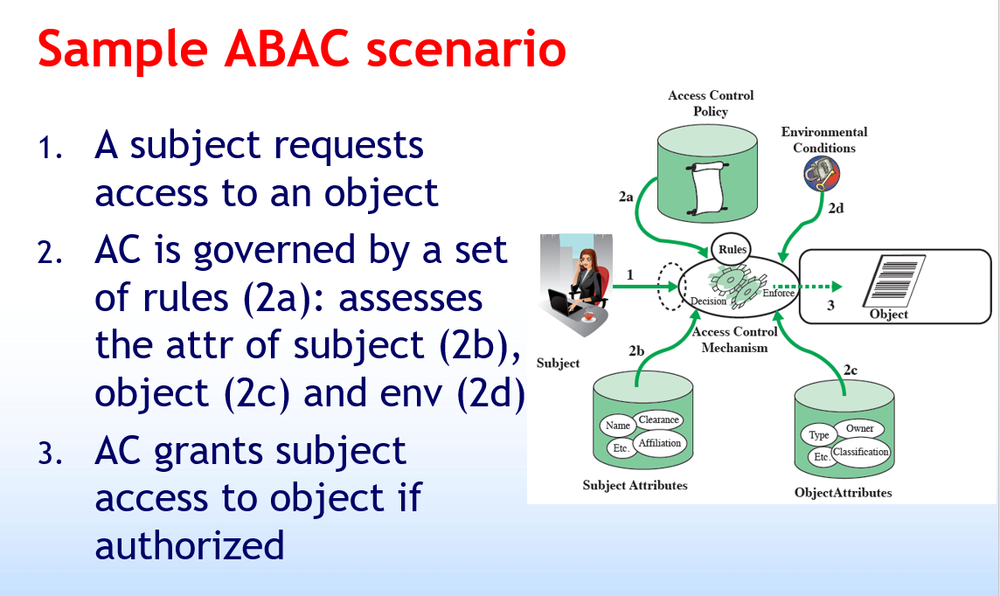 Sample ABAC scenario
1. A subject requests
access to an object
2. AC is governed by a set
of rules (2a): assesses
the attr of subject (2b),
object (2c) and env (2d)
3. AC grants subject
access to object if
authorized
Access Control
Policy
Environmental
Conditions
2a
2d
Rules
1
Decision
Enforce
3
Object
Access Control
Mechanism
Subject
2b
2c
Name
Clearance
Etc.
Affiliation
Subject Attributes
Type
Owner
Etc.
Classification
ObjectAttributes